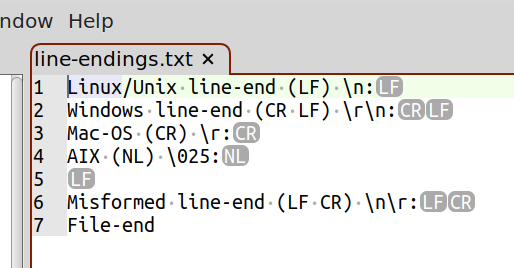 ndow Help
line-endings.txt ×
1 Linux/Unix·line-end·(LF)·\n:LF
2 Windows·line-end·(CR·LF)·\r\n:CRLF
3 Mac-OS·(CR)·\r:CR
4 AIX·(NL)·\025:NL
5 LF
6 Misformed·line-end·(LF·CR)·\n\r:LFCR
7 File-end